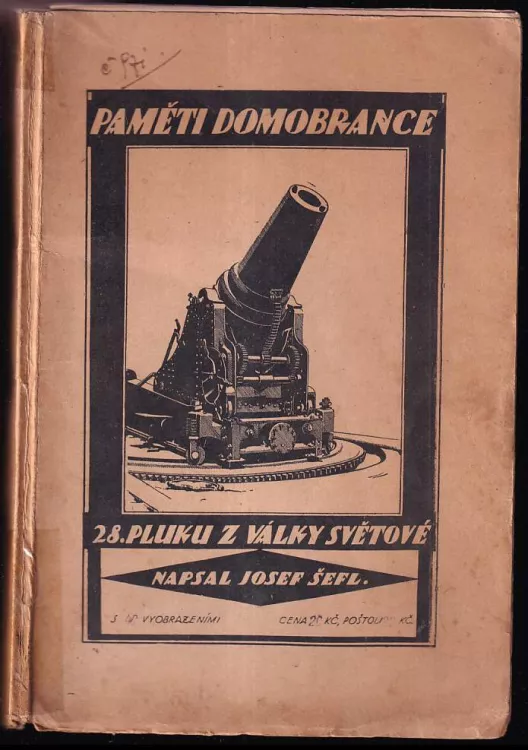 PAMĚTI DOMOBRANCE
28. PLUKU Z VÁLKY SVĚTOVÉ
NAPSAL JOSEF ŠEFL.
S VYOBRAZENÍMI CENA KČ, POŠTOU KČ.